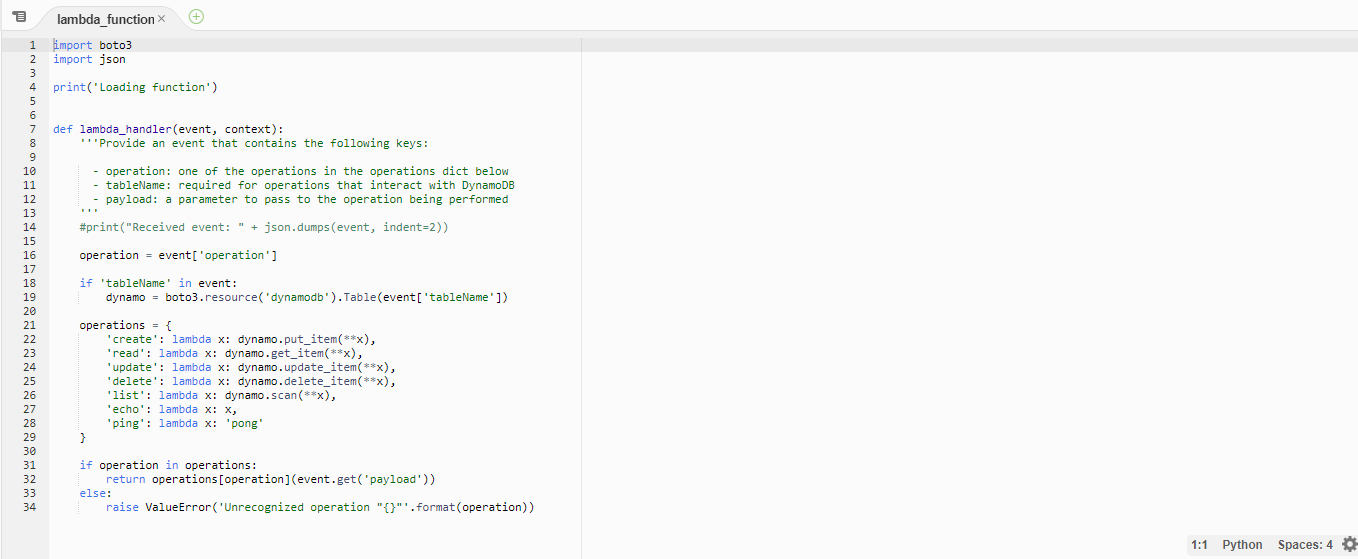 lambda_function ×
1 import boto3
2 import json
3
4 print('Loading function')
5
6
7 def lambda_handler(event, context):
8     '''Provide an event that contains the following keys:
9
10       - operation: one of the operations in the operations dict below
11       - tableName: required for operations that interact with DynamoDB
12       - payload: a parameter to pass to the operation being performed
13     '''
14     #print("Received event: " + json.dumps(event, indent=2))
15
16     operation = event['operation']
17
18     if 'tableName' in event:
19         dynamo = boto3.resource('dynamodb').Table(event['tableName'])
20
21     operations = {
22         'create': lambda x: dynamo.put_item(**x),
23         'read': lambda x: dynamo.get_item(**x),
24         'update': lambda x: dynamo.update_item(**x),
25         'delete': lambda x: dynamo.delete_item(**x),
26         'list': lambda x: dynamo.scan(**x),
27         'echo': lambda x: x,
28         'ping': lambda x: 'pong'
29     }
30
31     if operation in operations:
32         return operations[operation](event.get('payload'))
33     else:
34         raise ValueError('Unrecognized operation "{}"'.format(operation))
1:1 Python Spaces: 4